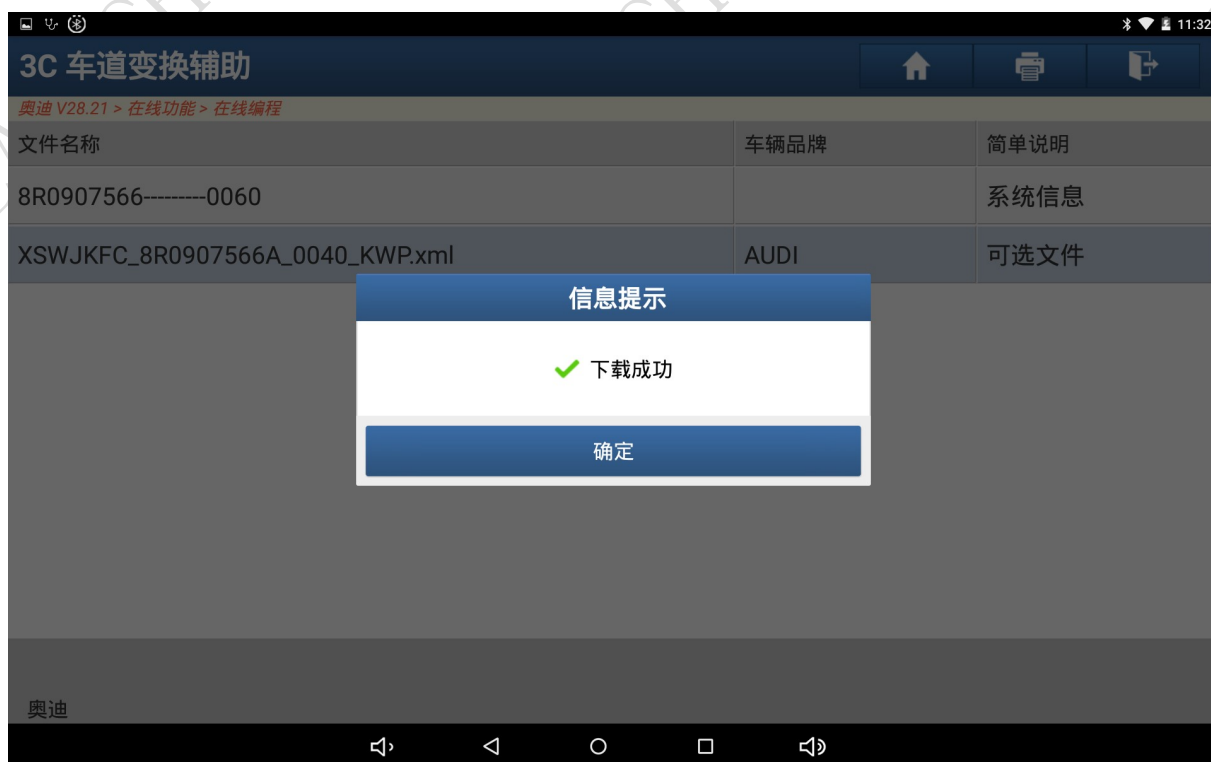 11:32
3C 车道变换辅助
奥迪 V28.21 > 在线功能 > 在线编程
文件名称 车辆品牌 简单说明
8R0907566---------0060 系统信息
XSWJKFC_8R0907566A_0040_KWP.xml AUDI 可选文件
信息提示
下载成功
确定
奥迪